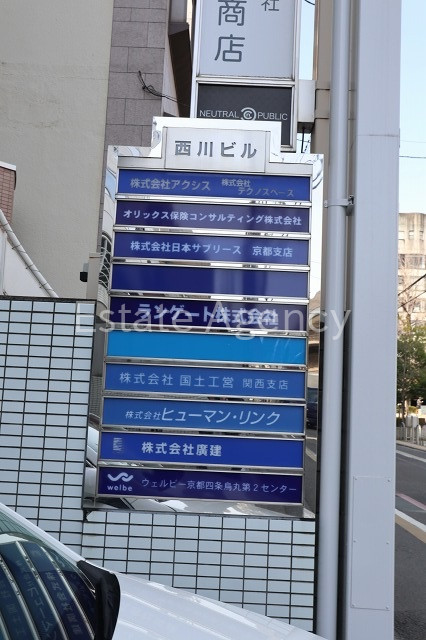 社
商店
NEUTRAL PUBLIC
西川ビル
株式会社アクシス 株式会社テクノスペース
オリックス保険コンサルティング株式会社
株式会社日本サブリース 京都支店
ランゲート株式会社
Estate Agency
株式会社 国土工営 関西支店
株式会社 ヒューマン・リンク
株式会社廣建
welbe ウェルビー京都四条烏丸第2センター